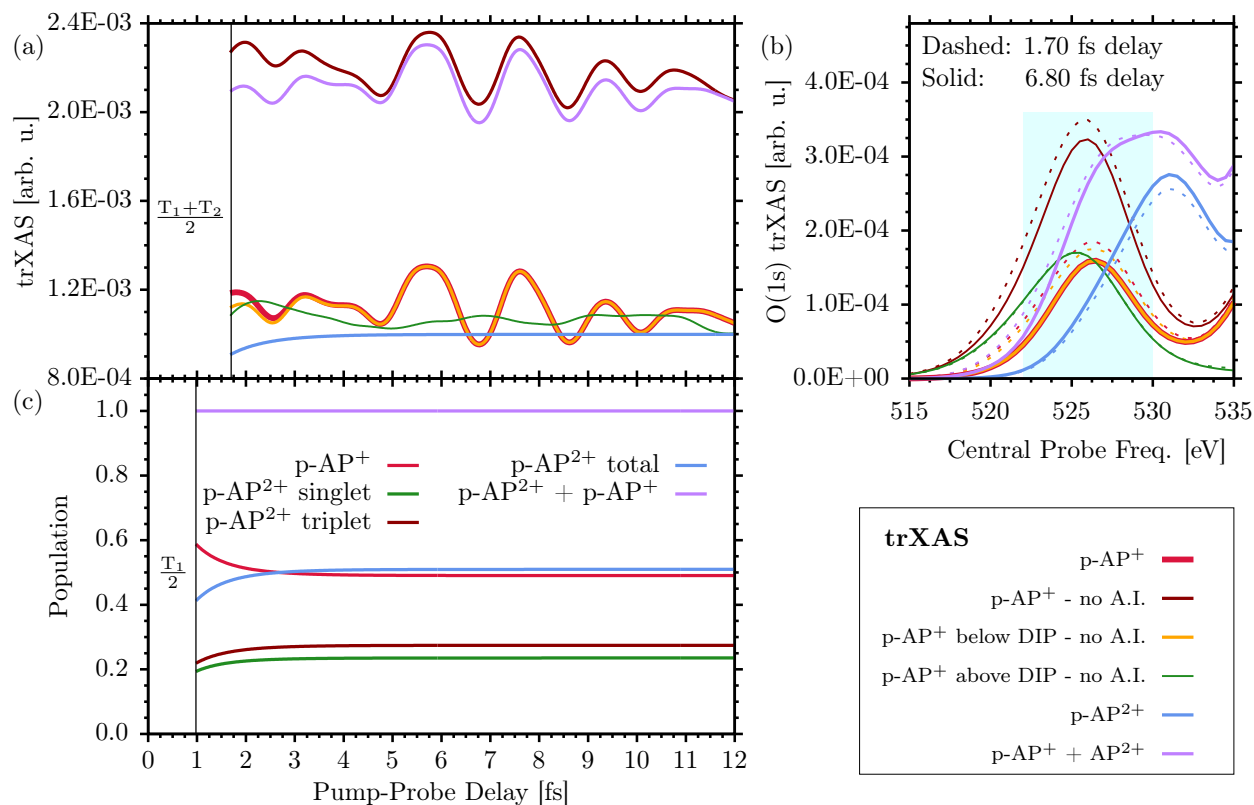 (a)
trXAS [arb. u.]
2.4E-03
2.0E-03
1.6E-03
1.2E-03
8.0E-04
T₁+T₂
2
(b)
O(1s) trXAS [arb. u.]
4.0E-04
3.0E-04
2.0E-04
1.0E-04
0.0E+00
Dashed: 1.70 fs delay
Solid: 6.80 fs delay
515 520 525 530 535
Central Probe Freq. [eV]
(c)
Population
1.0
0.8
0.6
0.4
0.2
0.0
T₁
2
p-AP⁺
p-AP²⁺ singlet
p-AP²⁺ triplet
p-AP²⁺ total
p-AP²⁺ + p-AP⁺
0 1 2 3 4 5 6 7 8 9 10 11 12
Pump-Probe Delay [fs]
trXAS
p-AP⁺
p-AP⁺ - no A.I.
p-AP⁺ below DIP - no A.I.
p-AP⁺ above DIP - no A.I.
p-AP²⁺
p-AP⁺ + AP²⁺